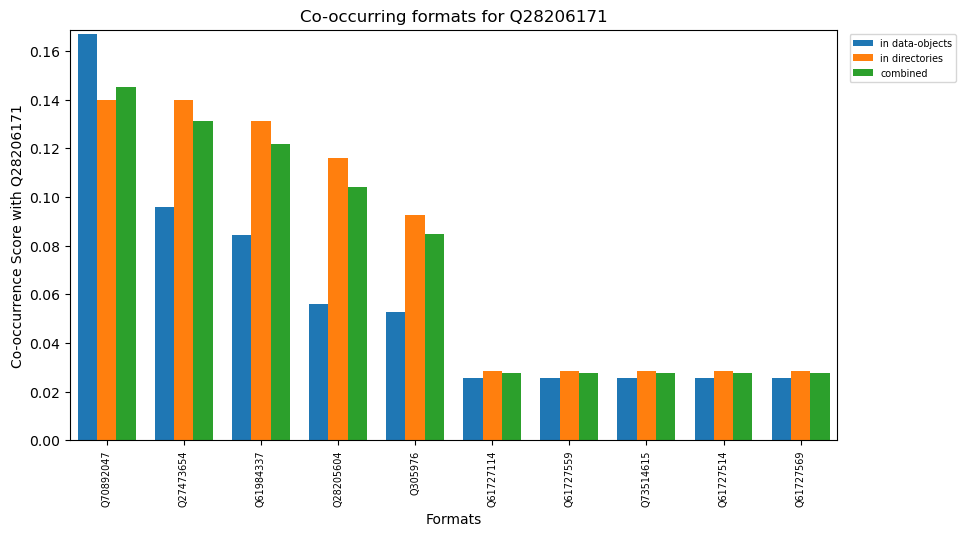 Co-occurring formats for Q28206171
Co-occurrence Score with Q28206171
0.16
0.14
0.12
0.10
0.08
0.06
0.04
0.02
0.00
Q70892047
Q27473654
Q61984337
Q28205604
Q305976
Q61727114
Q61727559
Q73514615
Q61727514
Q61727569
Formats
in data-objects
in directories
combined